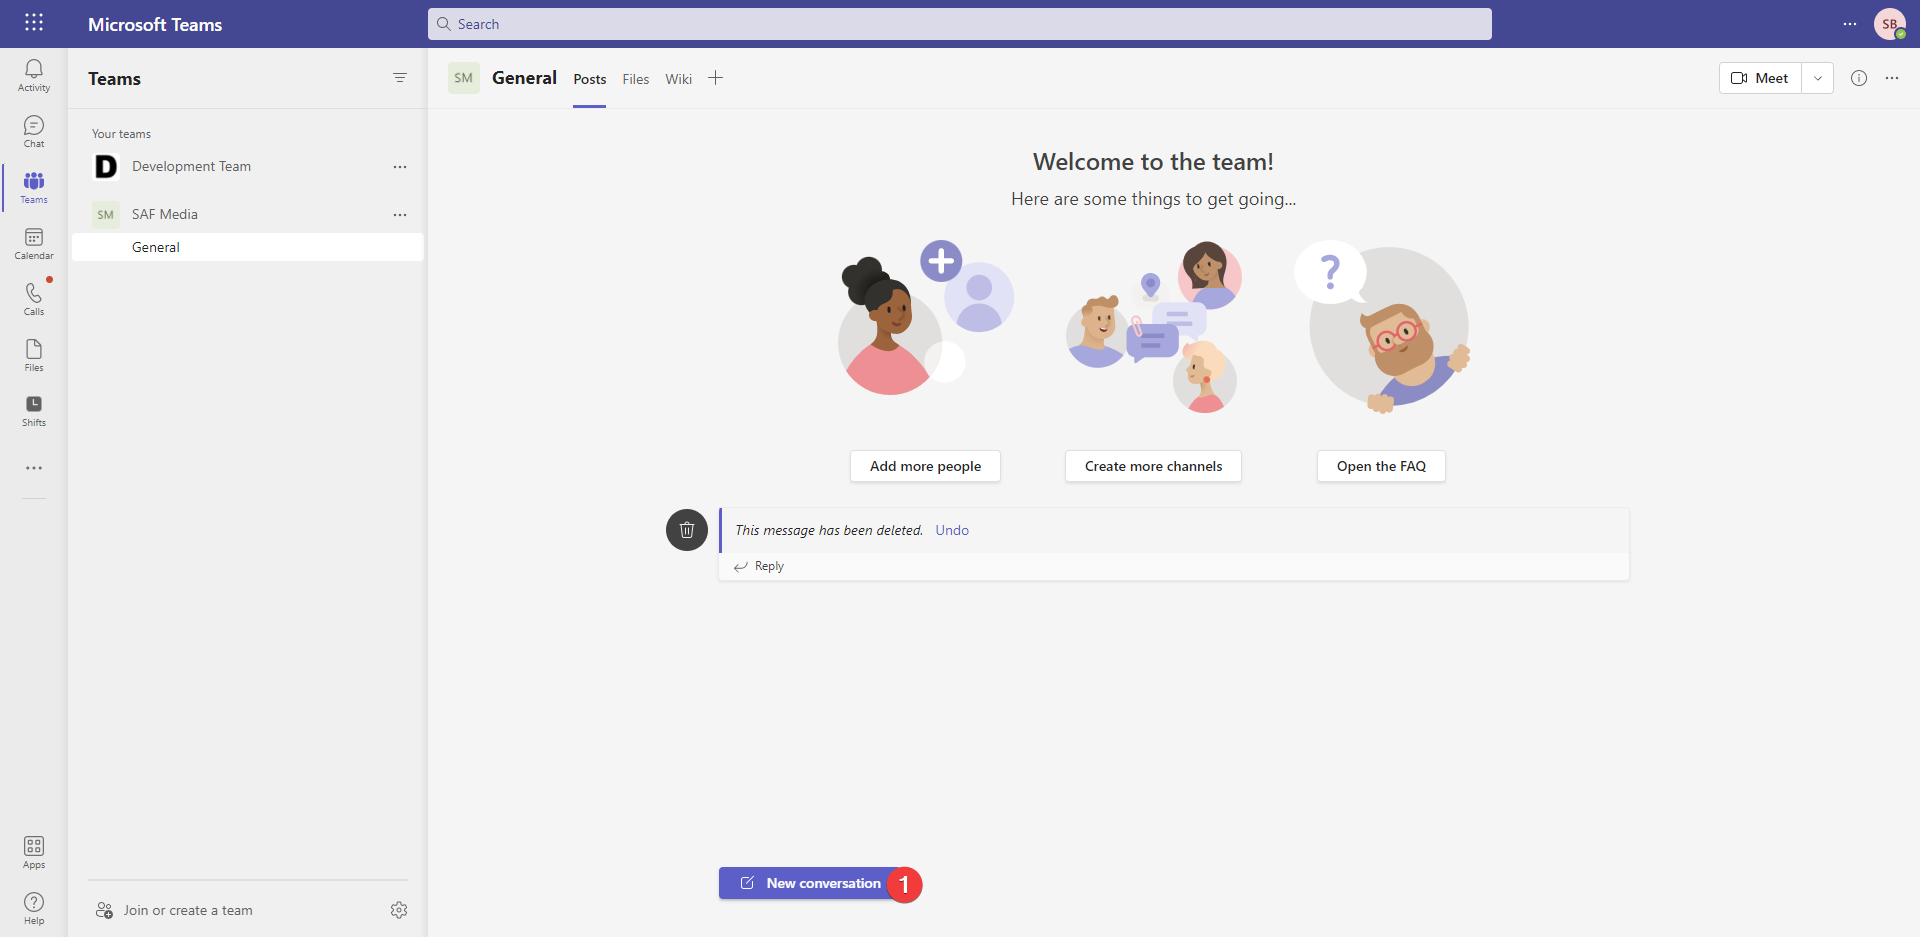 Microsoft Teams
Search
SB
Activity
Chat
Teams
Calendar
Calls
Files
Shifts
Apps
Help
Teams
Your teams
D Development Team
SM SAF Media
General
Join or create a team
SM General Posts Files Wiki
Meet
Welcome to the team!
Here are some things to get going...
?
Add more people
Create more channels
Open the FAQ
This message has been deleted. Undo
Reply
New conversation 1